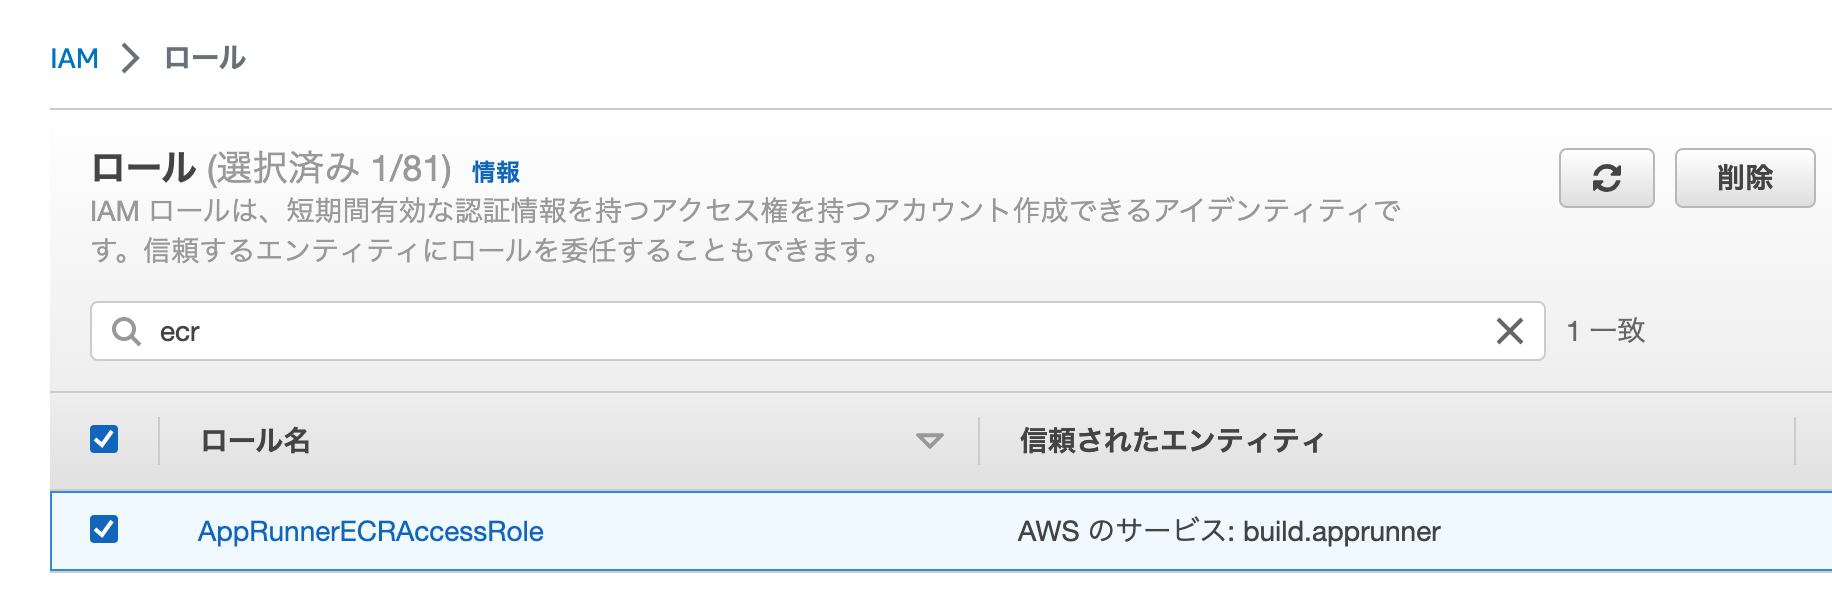 IAM > ロール
ロール (選択済み 1/81) 情報
IAM ロールは、短期間有効な認証情報を持つアクセス権を持つアカウント作成できるアイデンティティで
す。信頼するエンティティにロールを委任することもできます。
削除
ecr
1 一致
ロール名 信頼されたエンティティ
AppRunnerECRAccessRole AWS のサービス: build.apprunner